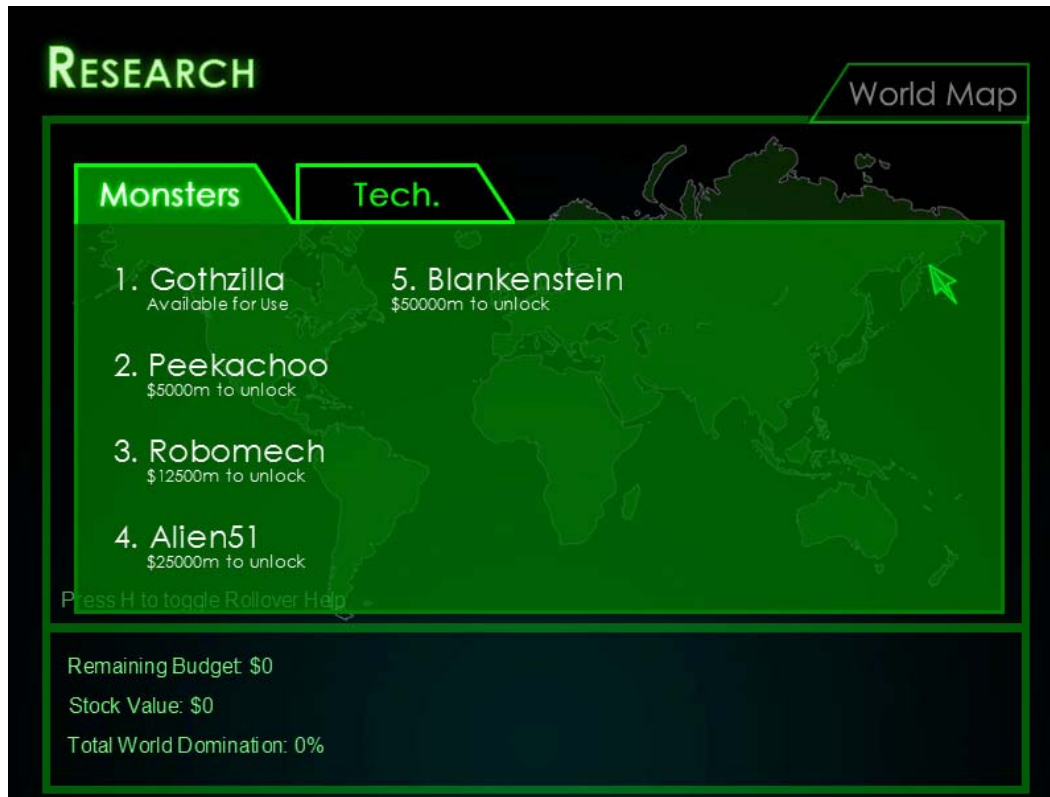 RESEARCH
World Map
Monsters
Tech.
1. Gothzilla
Available for Use
5. Blankenstein
$50000m to unlock
2. Peekachoo
$5000m to unlock
3. Robomech
$12500m to unlock
4. Alien51
$25000m to unlock
Press H to toggle Rollover Help
Remaining Budget: $0
Stock Value: $0
Total World Domination: 0%